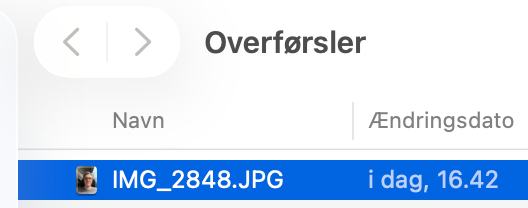 Overførsler
Navn Ændringsdato
IMG_2848.JPG i dag, 16.42